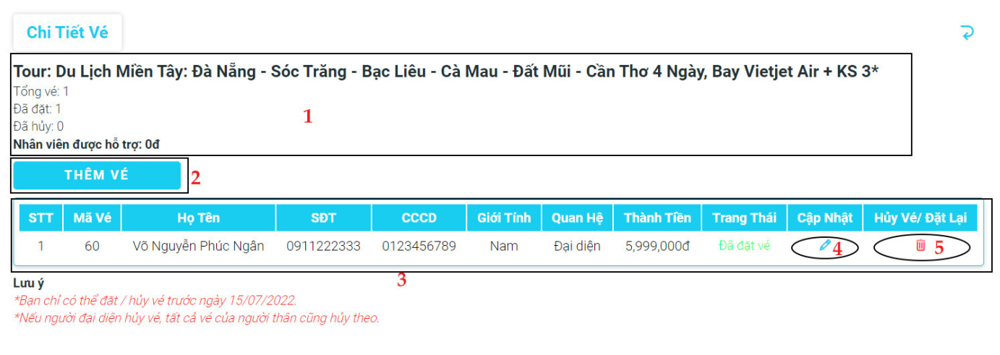 Chi Tiết Vé
Tour: Du Lịch Miền Tây: Đà Nẵng - Sóc Trăng - Bạc Liêu - Cà Mau - Đất Mũi - Cần Thơ 4 Ngày, Bay Vietjet Air + KS 3*
Tổng vé: 1
Đã đặt: 1
1
Đã hủy: 0
Nhân viên được hỗ trợ: 0đ
THÊM VÉ 2
STT Mã Vé Họ Tên SĐT CCCD Giới Tính Quan Hệ Thành Tiền Trang Thái Cập Nhật Hủy Vé/ Đặt Lại
1 60 Võ Nguyễn Phúc Ngân 0911222333 0123456789 Nam Đại diện 5,999,000đ Đã đặt vé 4 5
3
Lưu ý
*Bạn chỉ có thể đăt / hủy vé trước ngày 15/07/2022.
*Nếu người đại diện hủy vé, tất cả vé của người thân cũng hủy theo.